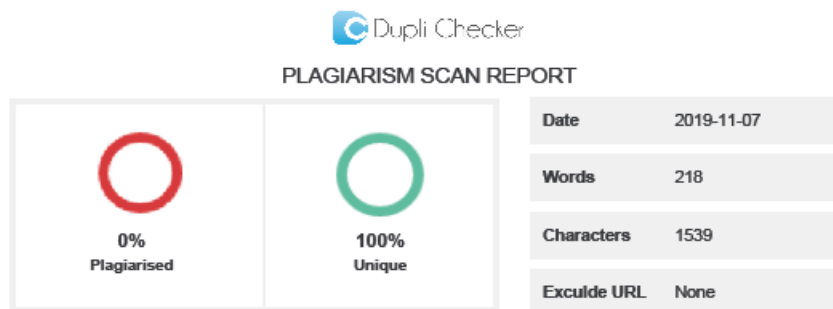 Dupli Checker
PLAGIARISM SCAN REPORT
0%
Plagiarised
100%
Unique
Date 2019-11-07
Words 218
Characters 1539
Exculde URL None